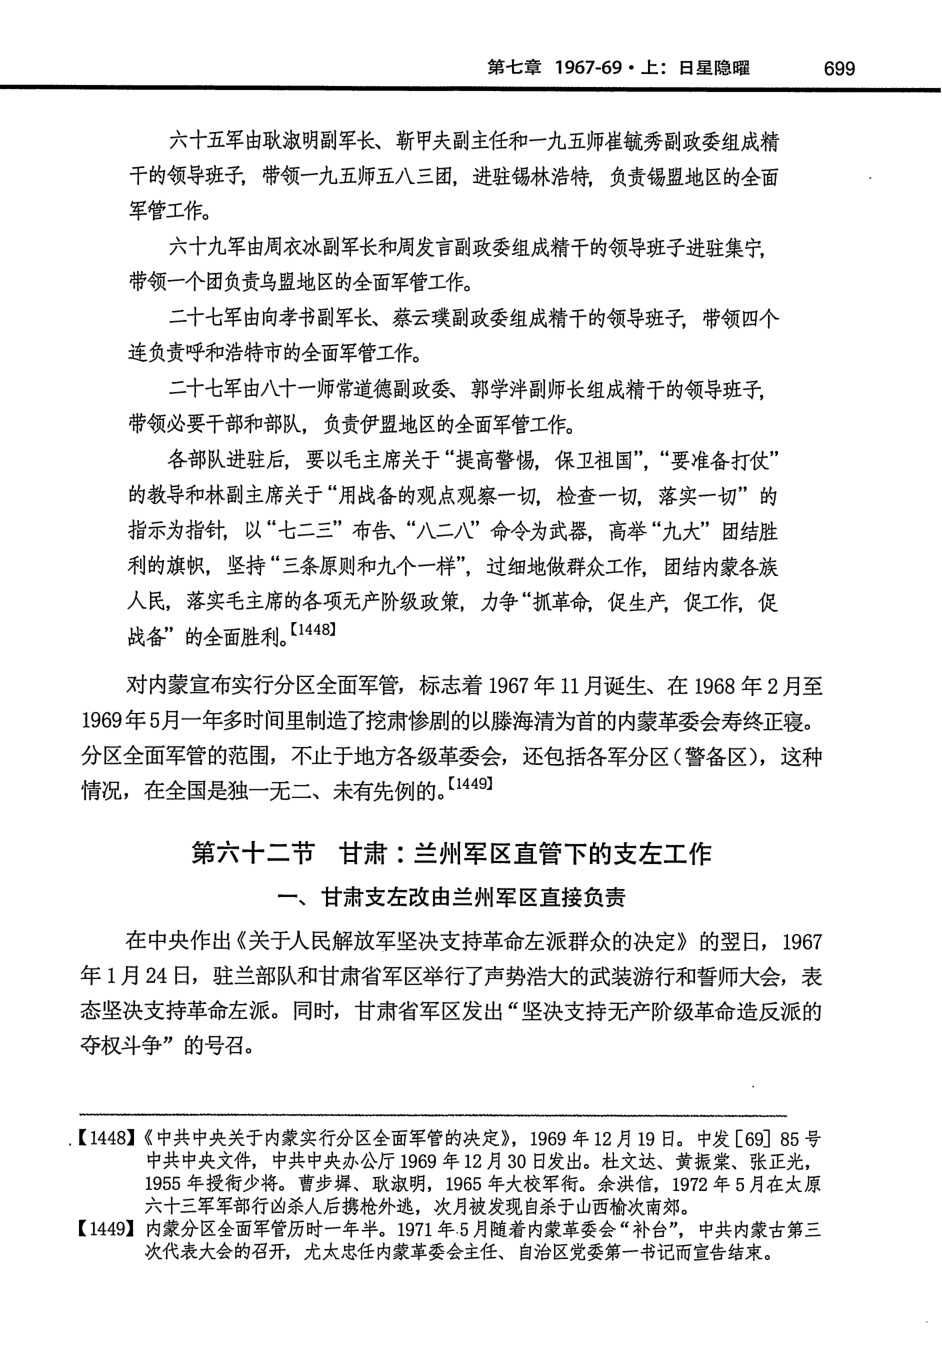 第七章 1967-69·上：日星隐曜 699
六十五军由耿淑明副军长、靳甲夫副主任和一九五师崔毓秀副政委组成精
干的领导班子，带领一九五师五八三团，进驻锡林浩特，负责锡盟地区的全面
军管工作。
六十九军由周衣冰副军长和周发言副政委组成精干的领导班子进驻集宁，
带领一个团负责乌盟地区的全面军管工作。
二十七军由向孝书副军长、蔡云璞副政委组成精干的领导班子，带领四个
连负责呼和浩特市的全面军管工作。
二十七军由八十一师常道德副政委、郭学泮副师长组成精干的领导班子，
带领必要干部和部队，负责伊盟地区的全面军管工作。
各部队进驻后，要以毛主席关于“提高警惕，保卫祖国”，“要准备打仗”
的教导和林副主席关于“用战备的观点观察一切，检查一切，落实一切”的
指示为指针，以“七二三”布告、“八二八”命令为武器，高举“九大”团结胜
利的旗帜，坚持“三条原则和九个一样”，过细地做群众工作，团结内蒙各族
人民，落实毛主席的各项无产阶级政策，力争“抓革命，促生产，促工作，促
战备”的全面胜利。【1448】
对内蒙宣布实行分区全面军管，标志着 1967 年 11 月诞生、在 1968 年 2 月至
1969年5月一年多时间里制造了挖肃惨剧的以滕海清为首的内蒙革委会寿终正寝。
分区全面军管的范围，不止于地方各级革委会，还包括各军分区（警备区），这种
情况，在全国是独一无二、未有先例的。【1449】
第六十二节 甘肃：兰州军区直管下的支左工作
一、甘肃支左改由兰州军区直接负责
在中央作出《关于人民解放军坚决支持革命左派群众的决定》的翌日，1967
年 1 月 24 日，驻兰部队和甘肃省军区举行了声势浩大的武装游行和誓师大会，表
态坚决支持革命左派。同时，甘肃省军区发出“坚决支持无产阶级革命造反派的
夺权斗争”的号召。
【1448】《中共中央关于内蒙实行分区全面军管的决定》，1969 年 12 月 19 日。中发［69］85 号
中共中央文件，中共中央办公厅 1969 年 12 月 30 日发出。杜文达、黄振棠、张正光，
1955 年授衔少将。曹步墀、耿淑明，1965 年大校军衔。余洪信，1972 年 5 月在太原
六十三军军部行凶杀人后携枪外逃，次月被发现自杀于山西榆次南郊。
【1449】内蒙分区全面军管历时一年半。1971 年 5 月随着内蒙革委会“补台”，中共内蒙古第三
次代表大会的召开，尤太忠任内蒙革委会主任、自治区党委第一书记而宣告结束。